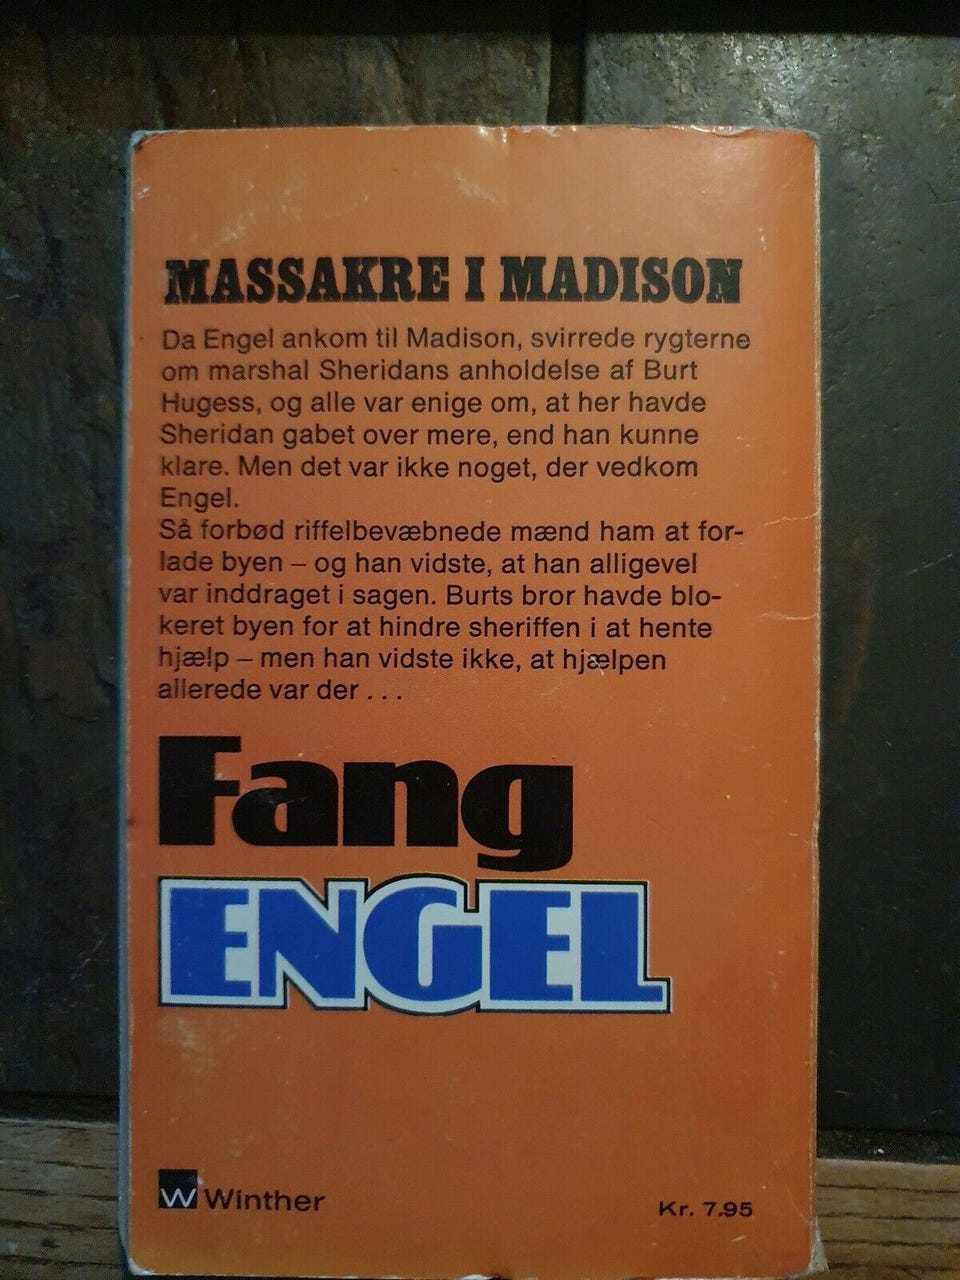 MASSAKRE I MADISON
Da Engel ankom til Madison, svirrede rygterne
om marshal Sheridans anholdelse af Burt
Hugess, og alle var enige om, at her havde
Sheridan gabet over mere, end han kunne
klare. Men det var ikke noget, der vedkom
Engel.
Så forbød riffelbevæbnede mænd ham at for-
lade byen – og han vidste, at han alligevel
var inddraget i sagen. Burts bror havde blo-
keret byen for at hindre sheriffen i at hente
hjælp – men han vidste ikke, at hjælpen
allerede var der . . .
Fang
ENGEL
W Winther
Kr. 7.95